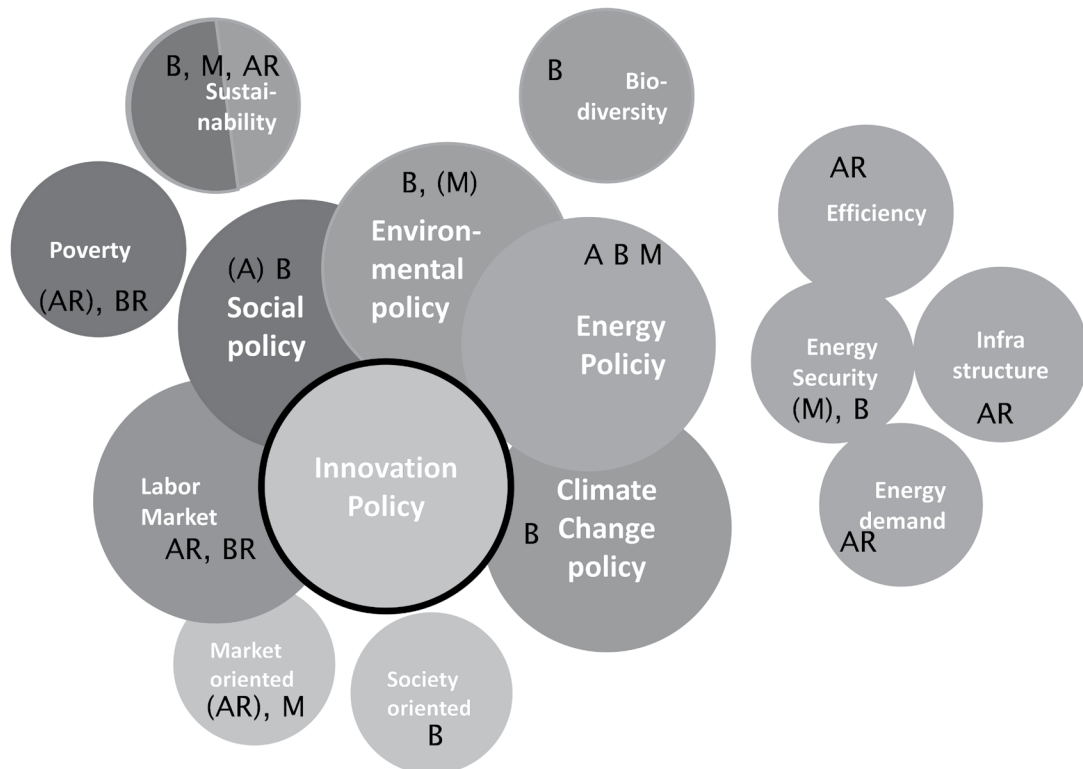 B, M, AR
Sustai-
nability
B
Bio-
diversity
Poverty
(AR), BR
(A) B
Social
policy
B, (M)
Environ-
mental
policy
A B M
Energy
Policiy
AR
Efficiency
Energy
Security
(M), B
Infra
structure
AR
Energy
demand
AR
Labor
Market
AR, BR
Innovation
Policy
Climate
Change
policy
B
Market
oriented
(AR), M
Society
oriented
B